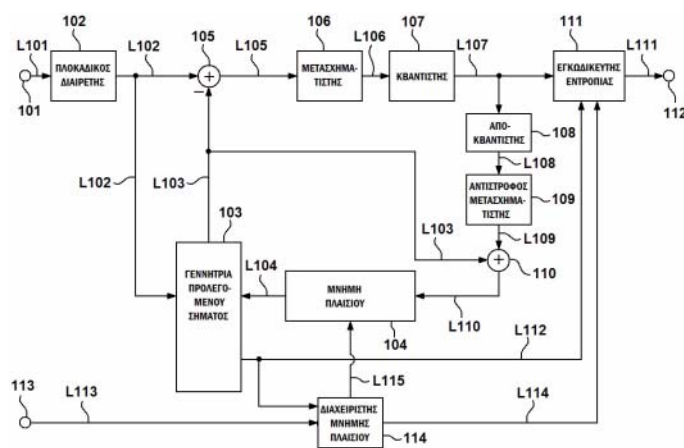 102
106
107
111
L101
L102
105
L105
L106
L107
L111
ΠΛΟΚΑΔΙΚΟΣ
ΔΙΑΙΡΕΤΗΣ
+
−
ΜΕΤΑΣΧΗΜΑ-
ΤΙΣΤΗΣ
ΚΒΑΝΤΙΣΤΗΣ
ΕΓΚΩΔΙΚΕΥΤΗΣ
ΕΝΤΡΟΠΙΑΣ
101
112
ΑΠΟ-
ΚΒΑΝΤΙΣΤΗΣ
108
L108
L102
L103
ΑΝΤΙΣΤΡΟΦΟΣ
ΜΕΤΑΣΧΗΜΑ-
ΤΙΣΤΗΣ
109
103
L103
L109
ΓΕΝΝΗΤΡΙΑ
ΠΡΟΛΕΓΟ-
ΜΕΝΟΥ
ΣΗΜΑΤΟΣ
L104
ΜΝΗΜΗ
ΠΛΑΙΣΙΟΥ
+
110
104
L110
L112
L115
113
L113
ΔΙΑΧΕΙΡΙΣΤΗΣ
ΜΝΗΜΗΣ
ΠΛΑΙΣΙΟΥ
L114
114